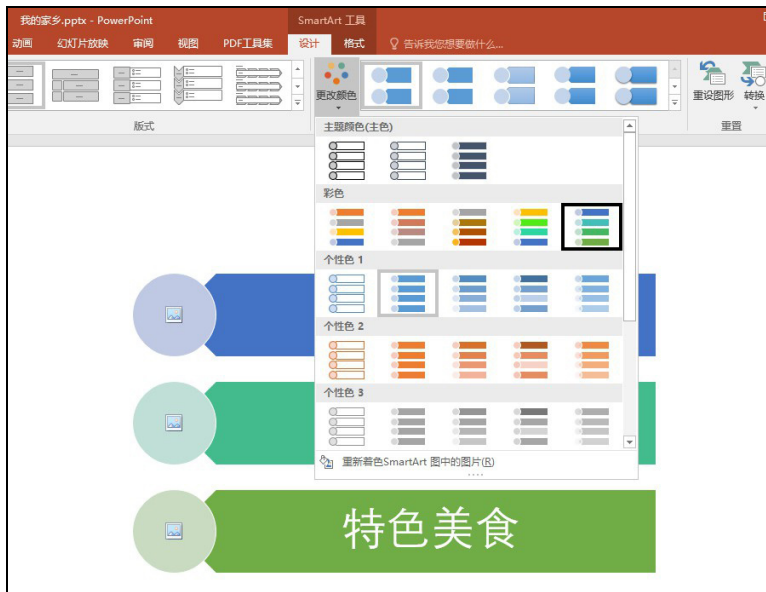 我的家乡.pptx - PowerPoint
SmartArt 工具
动画 幻灯片放映 审阅 视图 PDF工具集 设计 格式 告诉我您想要做什么...
更改颜色
重设图形 转换
版式
重置
主题颜色(主色)
彩色
个性色 1
个性色 2
个性色 3
重新着色SmartArt 图中的图片(R)
特色美食